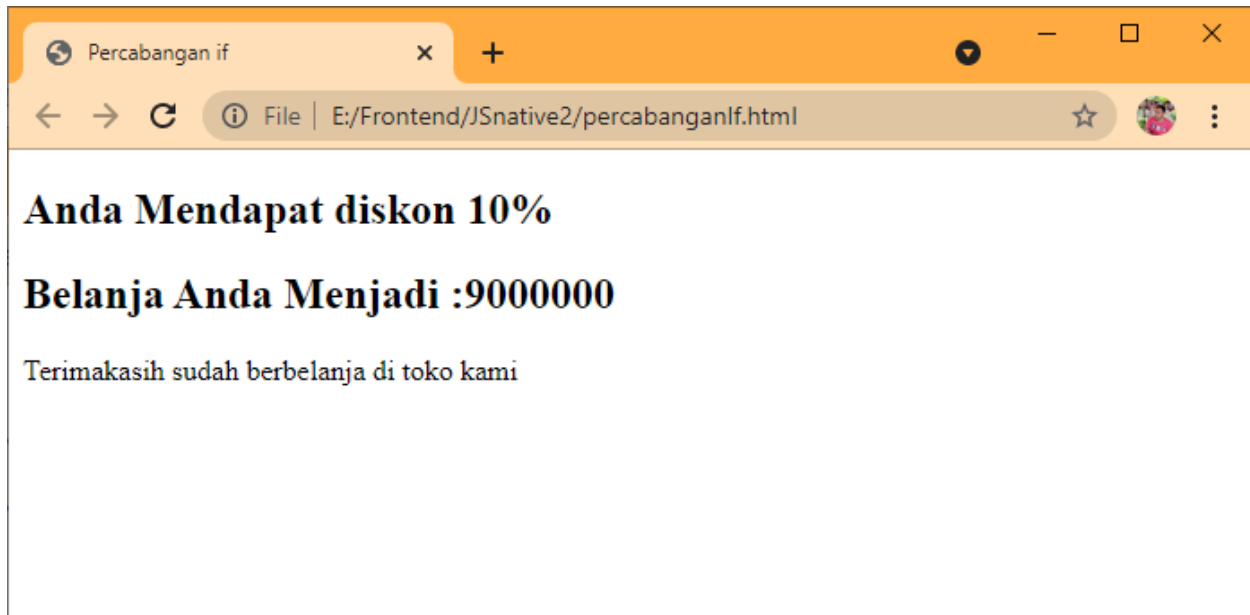 Percabangan if
File | E:/Frontend/JSnative2/percabanganIf.html
Anda Mendapat diskon 10%
Belanja Anda Menjadi :9000000
Terimakasih sudah berbelanja di toko kami